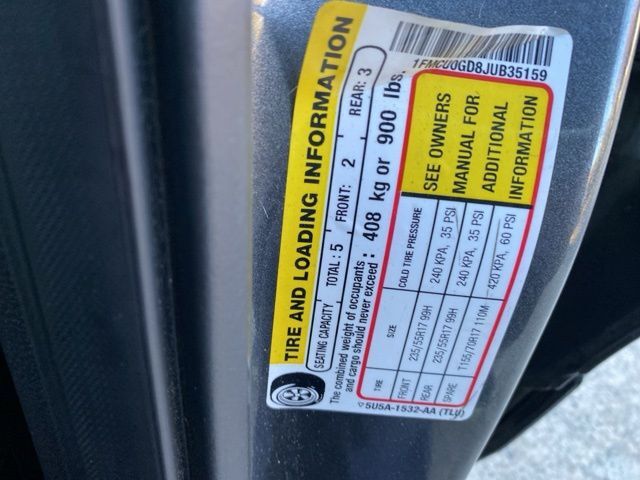 1FMCU0GD8JUB35159
TIRE AND LOADING INFORMATION
SEATING CAPACITY TOTAL: 5 FRONT: 2 REAR: 3
The combined weight of occupants
and cargo should never exceed: 408 kg or 900 lbs.
TIRE SIZE COLD TIRE PRESSURE
FRONT 235/55R17 99H 240 KPA, 35 PSI
REAR 235/55R17 99H 240 KPA, 35 PSI
SPARE T155/70R17 110M 420 KPA, 60 PSI
SEE OWNERS
MANUAL FOR
ADDITIONAL
INFORMATION
5U5A-1532-AA (TLU)